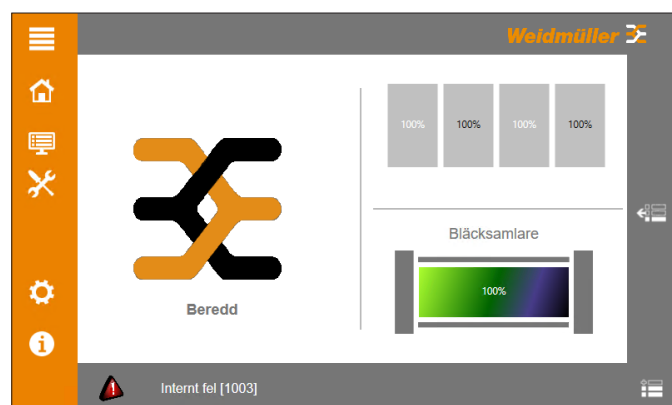 Weidmüller
100% 100% 100% 100%
Bläcksamlare
100%
Beredd
Internt fel [1003]